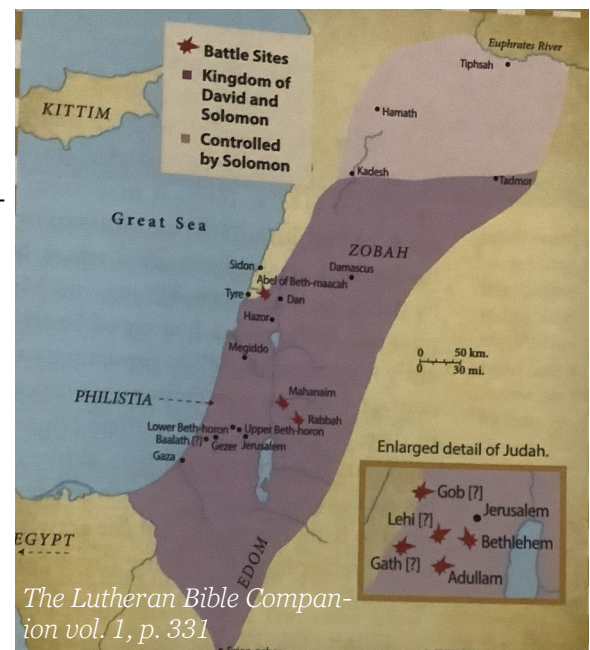 Battle Sites
Kingdom of
David and
Solomon
Controlled
by Solomon
Euphrates River
Tiphsah
KITTIM
Hamath
Kadesh
Tadmor
Great Sea
ZOBAH
Sidon
Damascus
Abel of Beth-maacah
Tyre
Dan
Hazor
Megiddo
0 50 km.
0 30 mi.
PHILISTIA
Mahanaim
Rabbah
Lower Beth-horon
Upper Beth-horon
Baalath [?]
Gezer
Jerusalem
Gaza
Enlarged detail of Judah.
Gob [?]
Jerusalem
Lehi [?]
Bethlehem
Gath [?]
Adullam
EGYPT
EDOM
The Lutheran Bible Compan-
ion vol. 1, p. 331